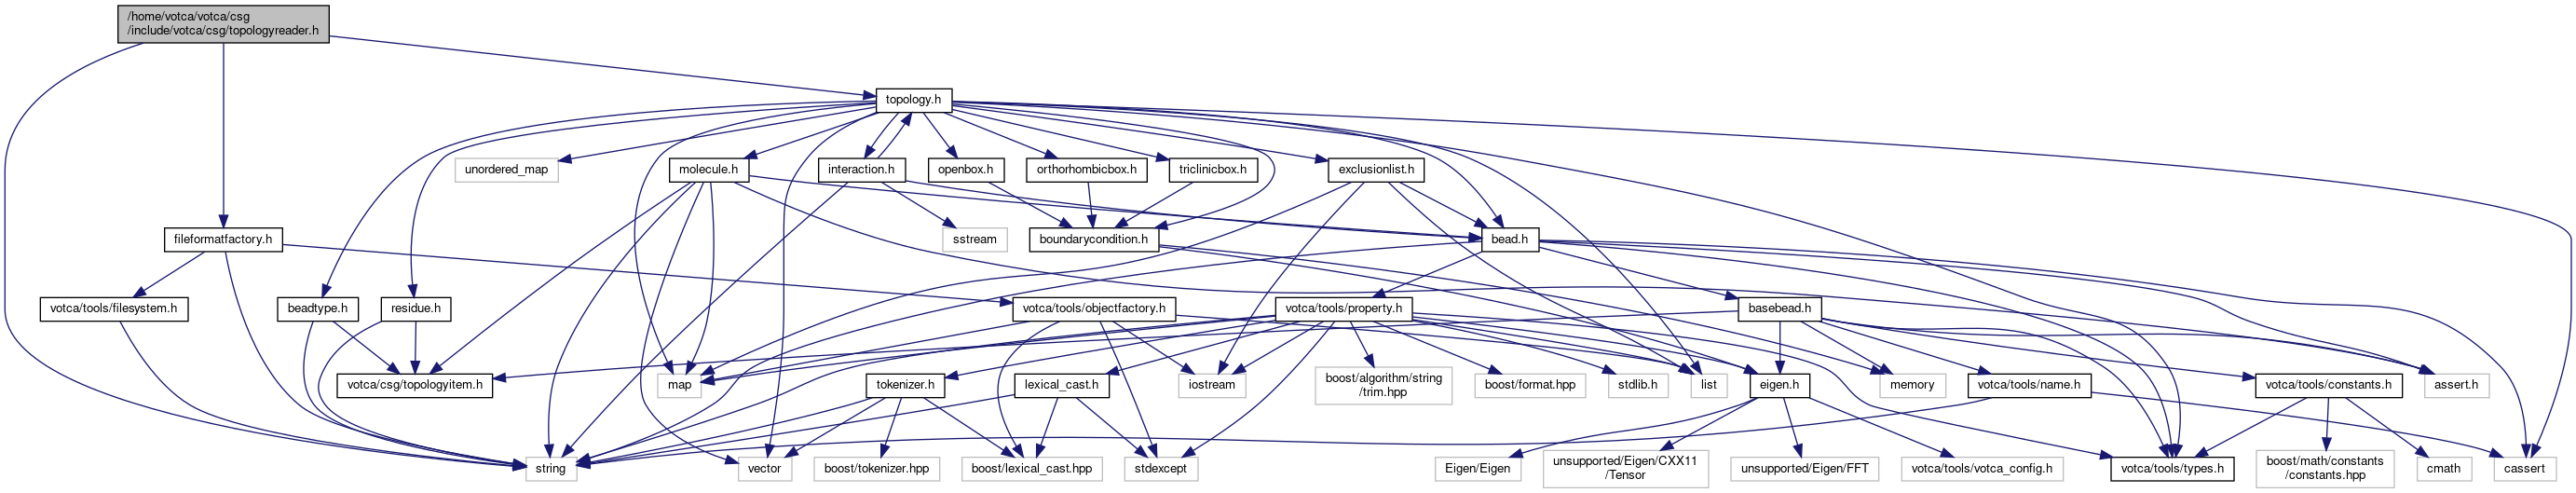 /home/votca/votca/csg
/include/votca/csg/topologyreader.h
topology.h
unordered_map
molecule.h
interaction.h
openbox.h
orthorhombicbox.h
triclinicbox.h
exclusionlist.h
fileformatfactory.h
sstream
boundarycondition.h
bead.h
votca/tools/filesystem.h
beadtype.h
residue.h
votca/tools/objectfactory.h
votca/tools/property.h
basebead.h
votca/csg/topologyitem.h
map
tokenizer.h
lexical_cast.h
iostream
boost/algorithm/string
/trim.hpp
boost/format.hpp
stdlib.h
list
eigen.h
memory
votca/tools/name.h
votca/tools/constants.h
assert.h
string
vector
boost/tokenizer.hpp
boost/lexical_cast.hpp
stdexcept
Eigen/Eigen
unsupported/Eigen/CXX11
/Tensor
unsupported/Eigen/FFT
votca/tools/votca_config.h
votca/tools/types.h
boost/math/constants
/constants.hpp
cmath
cassert